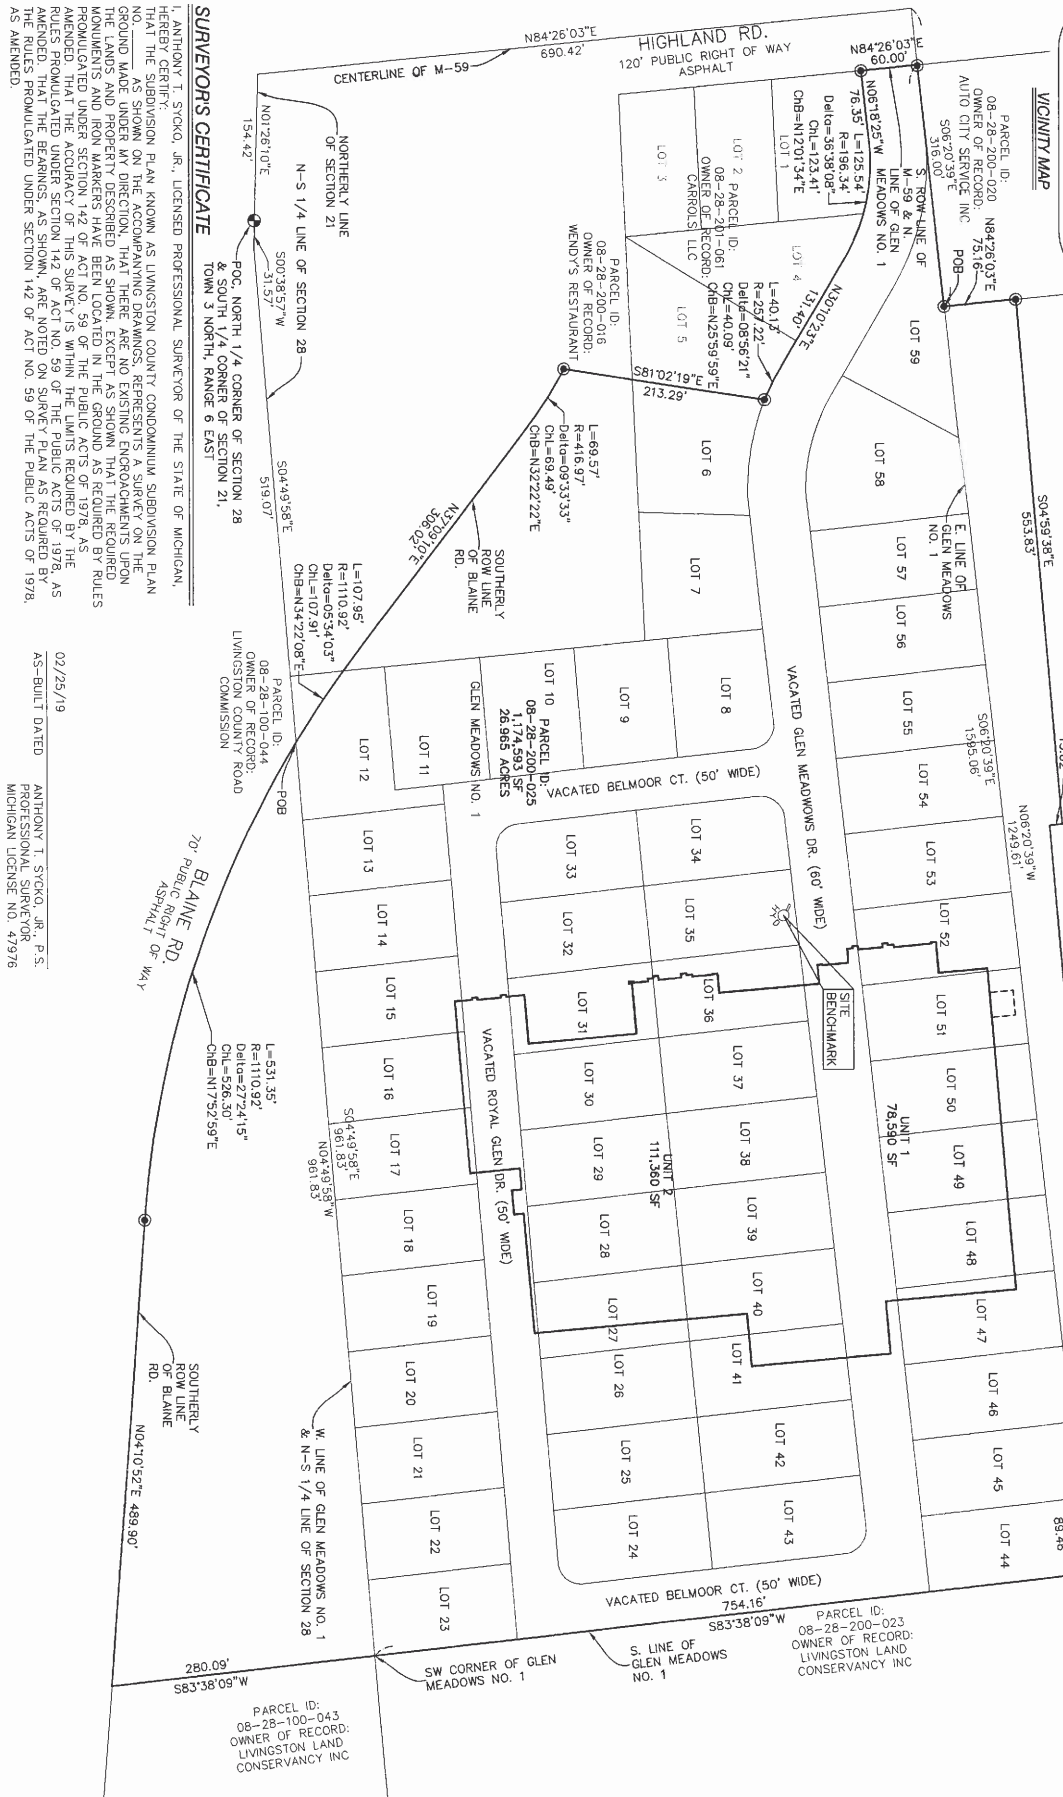 VICINITY MAP
PARCEL ID:
08-28-200-020
OWNER OF RECORD:
AUTO CITY SERVICE INC
S06°20'39"E
316.00'
N84°26'03"E
75.16'
POB
N84°26'03"E
60.00'
S. ROW LINE OF
M-59 & N.
LINE OF GLEN
MEADOWS NO. 1
N06°18'25"W
76.35'
L=125.54'
R=196.34'
Delta=36°38'08"
ChL=123.41'
ChB=N12°01'34"E
HIGHLAND RD.
120' PUBLIC RIGHT OF WAY
ASPHALT
N84°26'03"E
690.42'
CENTERLINE OF M-59
N01°26'10"E
154.42'
NORTHERLY LINE
OF SECTION 21
N-S 1/4 LINE OF SECTION 28
S00°38'57"W
31.57'
POC, NORTH 1/4 CORNER OF SECTION 28
& SOUTH 1/4 CORNER OF SECTION 21,
TOWN 3 NORTH, RANGE 6 EAST
S04°49'58"E
519.07'
LOT 1
LOT 2
LOT 3
LOT 4
LOT 5
PARCEL ID:
08-28-201-061
OWNER OF RECORD:
CARROLS LLC
PARCEL ID:
08-28-200-016
OWNER OF RECORD:
WENDY'S RESTAURANT
N30°10'23"E
131.40'
L=40.13'
R=257.22'
Delta=08°56'21"
ChL=40.09'
ChB=N25°59'59"E
S81°02'19"E
213.29'
L=69.57'
R=416.97'
Delta=09°33'33"
ChL=69.49'
ChB=N32°22'22"E
N37°09'10"E
306.02'
SOUTHERLY
ROW LINE
OF BLAINE
RD.
L=107.95'
R=1110.92'
Delta=05°34'03"
ChL=107.91'
ChB=N34°22'08"E
PARCEL ID:
08-28-100-044
OWNER OF RECORD:
LIVINGSTON COUNTY ROAD
COMMISSION
POB
S04°59'38"E
553.83'
E. LINE OF
GLEN MEADOWS
NO. 1
S06°20'39"E
1595.06'
N06°20'39"W
1249.61'
89.46
LOT 59
LOT 58
LOT 57
LOT 56
LOT 55
LOT 54
LOT 53
LOT 52
LOT 51
LOT 50
LOT 49
LOT 48
LOT 47
LOT 46
LOT 45
LOT 44
UNIT 1
78,590 SF
SITE
BENCHMARK
VACATED GLEN MEADWOWS DR. (60' WIDE)
LOT 6
LOT 7
LOT 8
LOT 9
LOT 10
PARCEL ID:
08-28-200-025
1,174,593 SF
26.965 ACRES
GLEN MEADOWS NO. 1
LOT 11
LOT 12
VACATED BELMOOR CT. (50' WIDE)
LOT 34
LOT 35
LOT 36
LOT 37
LOT 38
LOT 39
LOT 40
LOT 41
LOT 42
LOT 43
LOT 33
LOT 32
LOT 31
LOT 30
LOT 29
LOT 28
LOT 27
LOT 26
LOT 25
LOT 24
UNIT 2
111,360 SF
VACATED ROYAL GLEN DR. (50' WIDE)
LOT 13
LOT 14
LOT 15
LOT 16
LOT 17
LOT 18
LOT 19
LOT 20
LOT 21
LOT 22
LOT 23
S04°49'58"E
961.83'
N04°49'58"W
961.83'
W. LINE OF GLEN MEADOWS NO. 1
& N-S 1/4 LINE OF SECTION 28
BLAINE RD.
70' PUBLIC RIGHT OF WAY
ASPHALT
L=531.35'
R=1110.92'
Delta=27°24'15"
ChL=526.30'
ChB=N17°52'59"E
SOUTHERLY
ROW LINE
OF BLAINE
RD.
N04°10'52"E 489.90'
VACATED BELMOOR CT. (50' WIDE)
754.16'
S83°38'09"W
PARCEL ID:
08-28-200-023
OWNER OF RECORD:
LIVINGSTON LAND
CONSERVANCY INC
S. LINE OF
GLEN MEADOWS
NO. 1
SW CORNER OF GLEN
MEADOWS NO. 1
280.09'
S83°38'09"W
PARCEL ID:
08-28-100-043
OWNER OF RECORD:
LIVINGSTON LAND
CONSERVANCY INC
SURVEYOR'S CERTIFICATE
I, ANTHONY T. SYCKO, JR., LICENSED PROFESSIONAL SURVEYOR OF THE STATE OF MICHIGAN,
HEREBY CERTIFY:
THAT THE SUBDIVISION PLAN KNOWN AS LIVINGSTON COUNTY CONDOMINIUM SUBDIVISION PLAN
NO. ____ AS SHOWN ON THE ACCOMPANYING DRAWINGS, REPRESENTS A SURVEY ON THE
GROUND MADE UNDER MY DIRECTION, THAT THERE ARE NO EXISTING ENCROACHMENTS UPON
THE LANDS AND PROPERTY DESCRIBED AS SHOWN. EXCEPT AS SHOWN THAT THE REQUIRED
MONUMENTS AND IRON MARKERS HAVE BEEN LOCATED IN THE GROUND AS REQUIRED BY RULES
PROMULGATED UNDER SECTION 142 OF ACT NO. 59 OF THE PUBLIC ACTS OF 1978, AS
AMENDED. THAT THE ACCURACY OF THIS SURVEY IS WITHIN THE LIMITS REQUIRED BY THE
RULES PROMULGATED UNDER SECTION 142 OF ACT NO. 59 OF THE PUBLIC ACTS OF 1978, AS
AMENDED. THAT THE BEARINGS, AS SHOWN, ARE NOTED ON SURVEY PLAN AS REQUIRED BY
THE RULES PROMULGATED UNDER SECTION 142 OF ACT NO. 59 OF THE PUBLIC ACTS OF 1978,
AS AMENDED.
02/25/19
AS-BUILT DATED
ANTHONY T. SYCKO, JR., P.S.
PROFESSIONAL SURVEYOR
MICHIGAN LICENSE NO. 47976